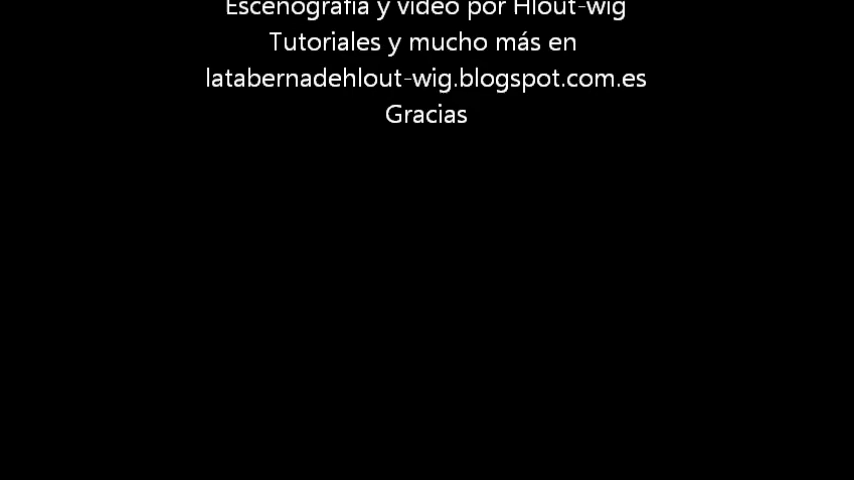 Escenografía y video por Hlout-wig
Tutoriales y mucho más en
latabernadehlout-wig.blogspot.com.es
Gracias